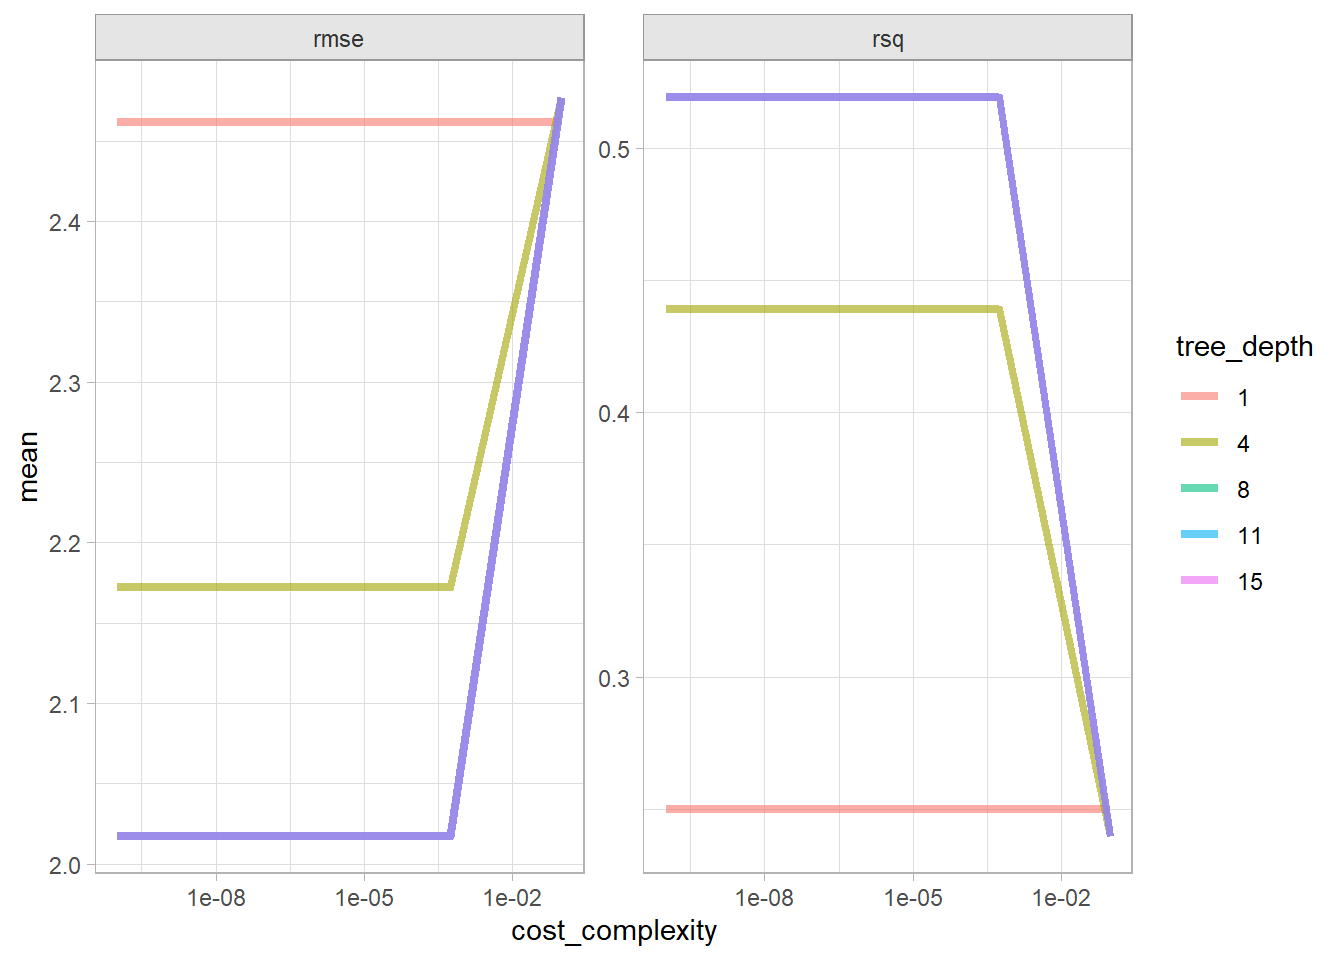 rmse
rsq
mean
2.4
2.3
2.2
2.1
2.0
0.5
0.4
0.3
1e-08
1e-05
1e-02
1e-08
1e-05
1e-02
cost_complexity
tree_depth
1
4
8
11
15